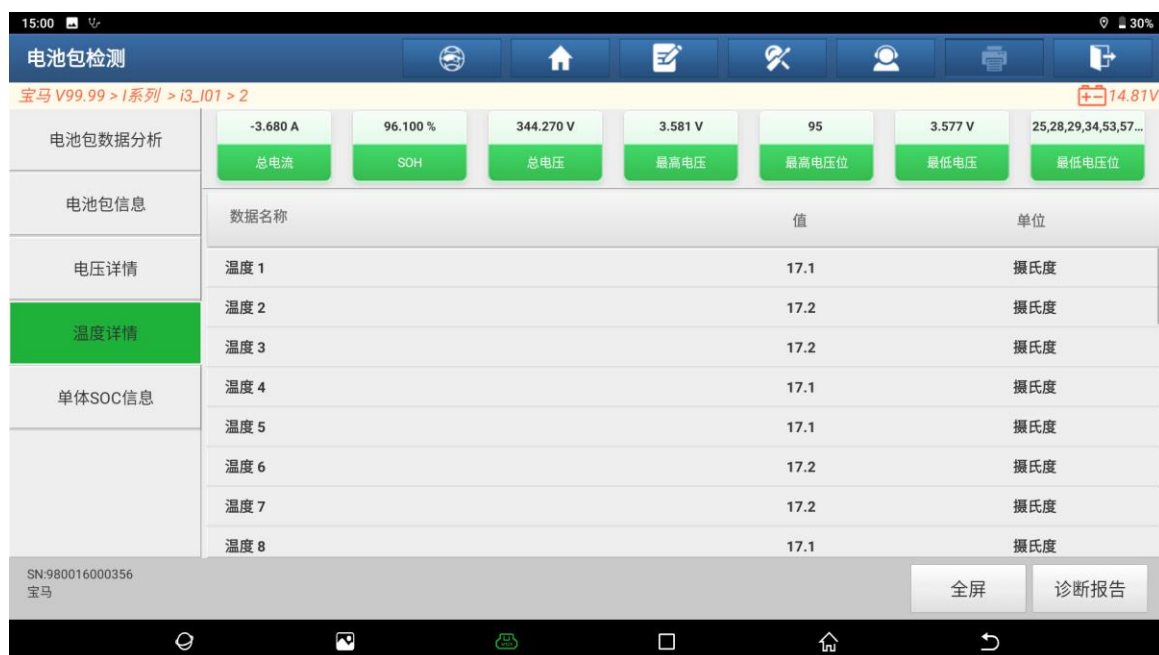 15:00
30%
电池包检测
宝马 V99.99 > I系列 > i3_I01 > 2
14.81V
电池包数据分析
电池包信息
电压详情
温度详情
单体SOC信息
-3.680 A 96.100 % 344.270 V 3.581 V 95 3.577 V 25,28,29,34,53,57...
总电流 SOH 总电压 最高电压 最高电压位 最低电压 最低电压位
数据名称 值 单位
温度 1 17.1 摄氏度
温度 2 17.2 摄氏度
温度 3 17.2 摄氏度
温度 4 17.1 摄氏度
温度 5 17.1 摄氏度
温度 6 17.2 摄氏度
温度 7 17.2 摄氏度
温度 8 17.1 摄氏度
SN:980016000356
宝马
全屏 诊断报告